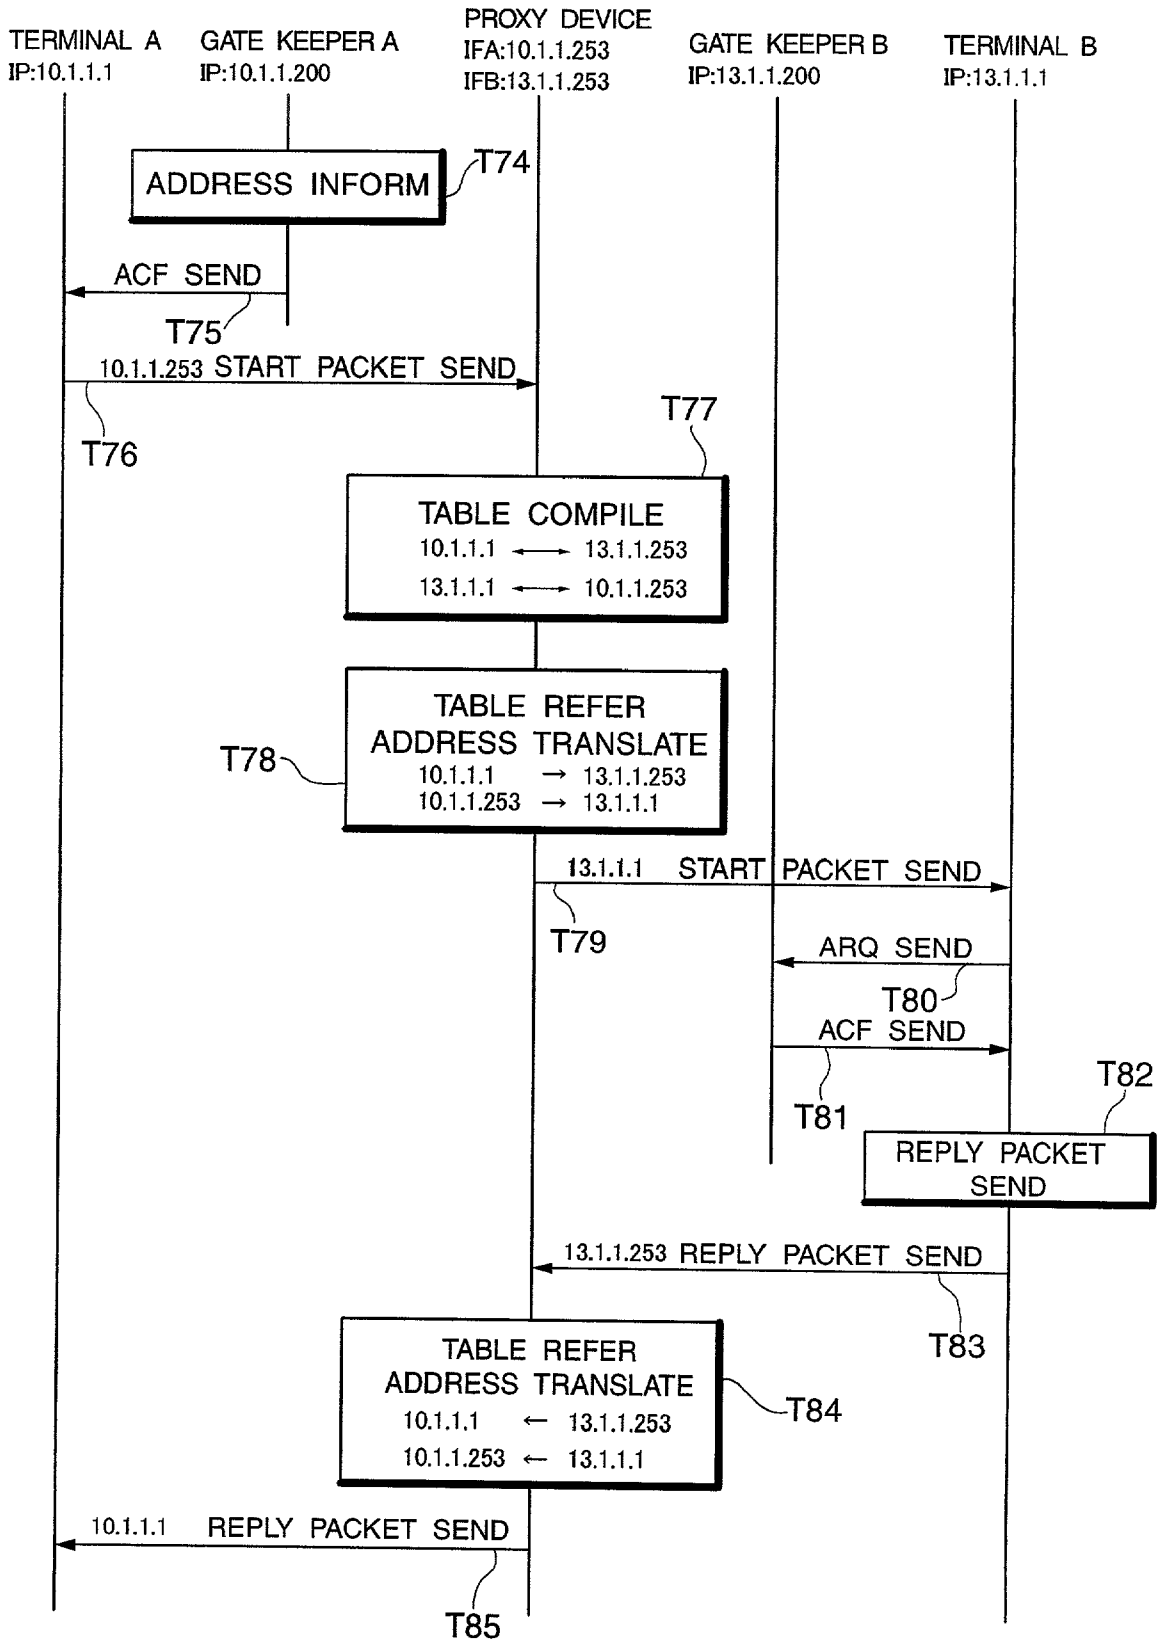 TERMINAL A
IP:10.1.1.1
GATE KEEPER A
IP:10.1.1.200
PROXY DEVICE
IFA:10.1.1.253
IFB:13.1.1.253
GATE KEEPER B
IP:13.1.1.200
TERMINAL B
IP:13.1.1.1
ADDRESS INFORM
T74
ACF SEND
T75
10.1.1.253 START PACKET SEND
T76
T77
TABLE COMPILE
10.1.1.1 ↔ 13.1.1.253
13.1.1.1 ↔ 10.1.1.253
TABLE REFER
ADDRESS TRANSLATE
10.1.1.1 → 13.1.1.253
10.1.1.253 → 13.1.1.1
T78
13.1.1.1 START PACKET SEND
T79
ARQ SEND
T80
ACF SEND
T81
T82
REPLY PACKET
SEND
13.1.1.253 REPLY PACKET SEND
T83
TABLE REFER
ADDRESS TRANSLATE
10.1.1.1 ← 13.1.1.253
10.1.1.253 ← 13.1.1.1
T84
10.1.1.1 REPLY PACKET SEND
T85